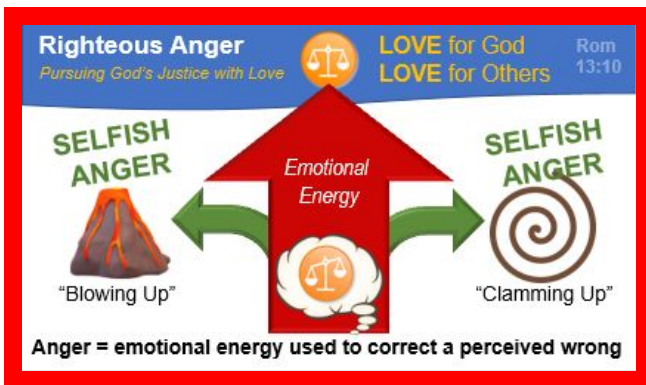 Righteous Anger
Pursuing God's Justice with Love
LOVE for God
LOVE for Others
Rom
13:10
SELFISH
ANGER
Emotional
Energy
SELFISH
ANGER
“Blowing Up”
“Clamming Up”
Anger = emotional energy used to correct a perceived wrong